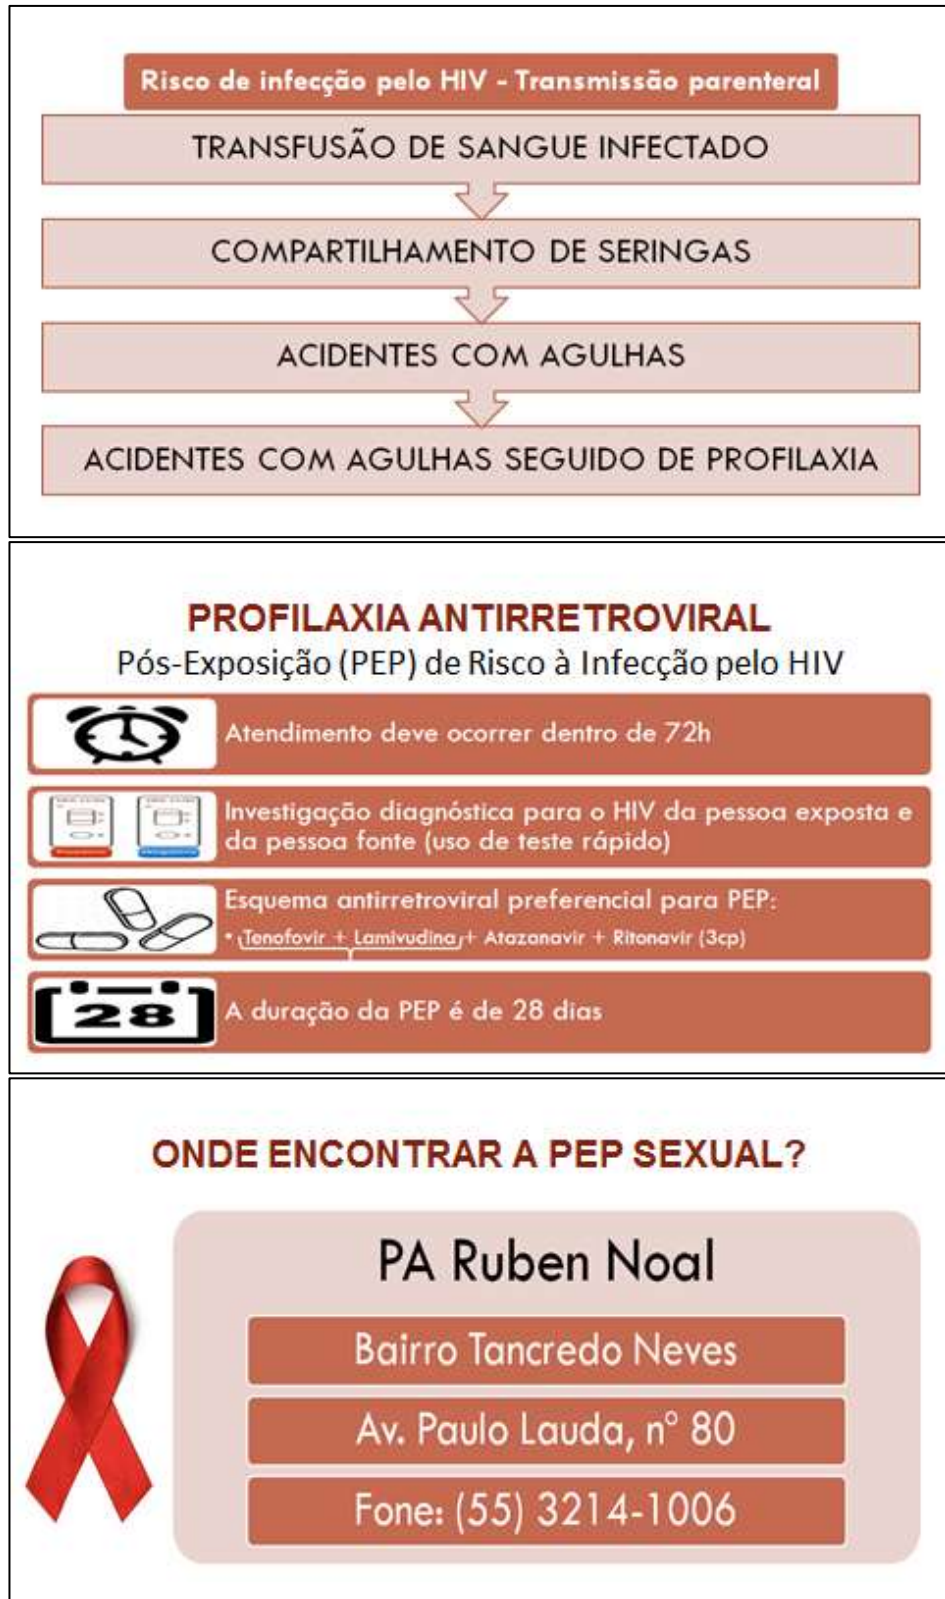 Risco de infecção pelo HIV - Transmissão parenteral
TRANSFUSÃO DE SANGUE INFECTADO
COMPARTILHAMENTO DE SERINGAS
ACIDENTES COM AGULHAS
ACIDENTES COM AGULHAS SEGUIDO DE PROFILAXIA
PROFILAXIA ANTIRRETROVIRAL
Pós-Exposição (PEP) de Risco à Infecção pelo HIV
Atendimento deve ocorrer dentro de 72h
Investigação diagnóstica para o HIV da pessoa exposta e
da pessoa fonte (uso de teste rápido)
Esquema antirretroviral preferencial para PEP:
• Tenofovir + Lamivudina + Atazanavir + Ritonavir (3cp)
28
A duração da PEP é de 28 dias
ONDE ENCONTRAR A PEP SEXUAL?
PA Ruben Noal
Bairro Tancredo Neves
Av. Paulo Lauda, nº 80
Fone: (55) 3214-1006